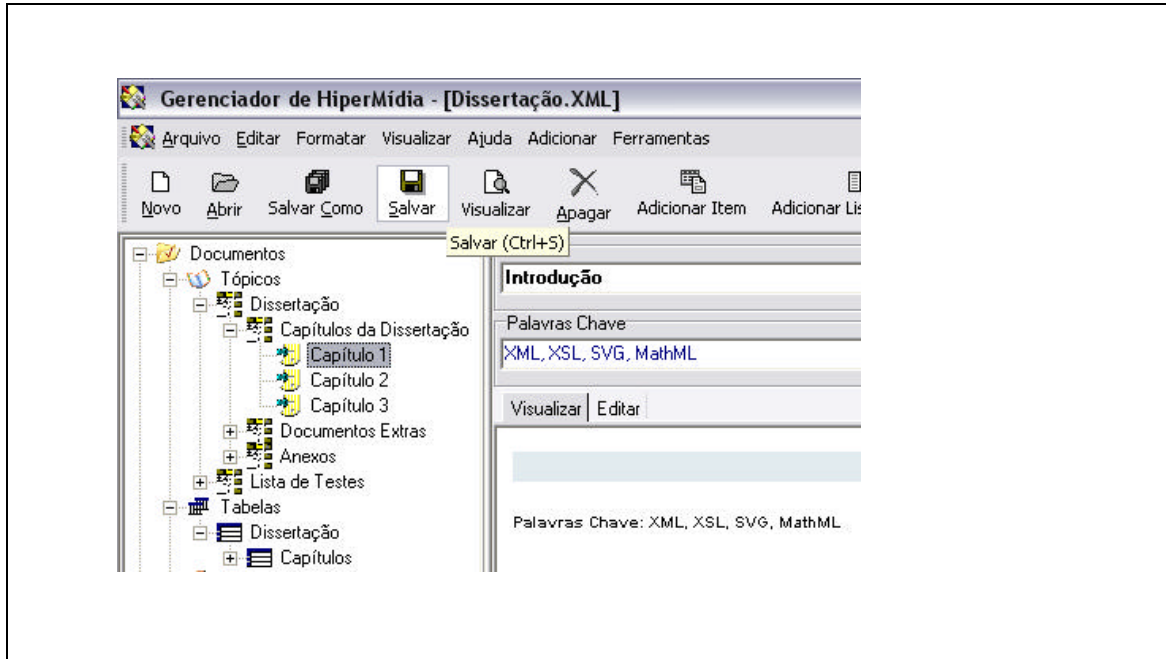 Gerenciador de HiperMídia - [Dissertação.XML]
Arquivo Editar Formatar Visualizar Ajuda Adicionar Ferramentas
Novo Abrir Salvar Como Salvar Visualizar Apagar Adicionar Item Adicionar
Salvar (Ctrl+S)
Documentos
Tópicos
Dissertação
Capítulos da Dissertação
Capítulo 1
Capítulo 2
Capítulo 3
Documentos Extras
Anexos
Lista de Testes
Tabelas
Dissertação
Capítulos
Introdução
Palavras Chave
XML, XSL, SVG, MathML
Visualizar Editar
Palavras Chave: XML, XSL, SVG, MathML